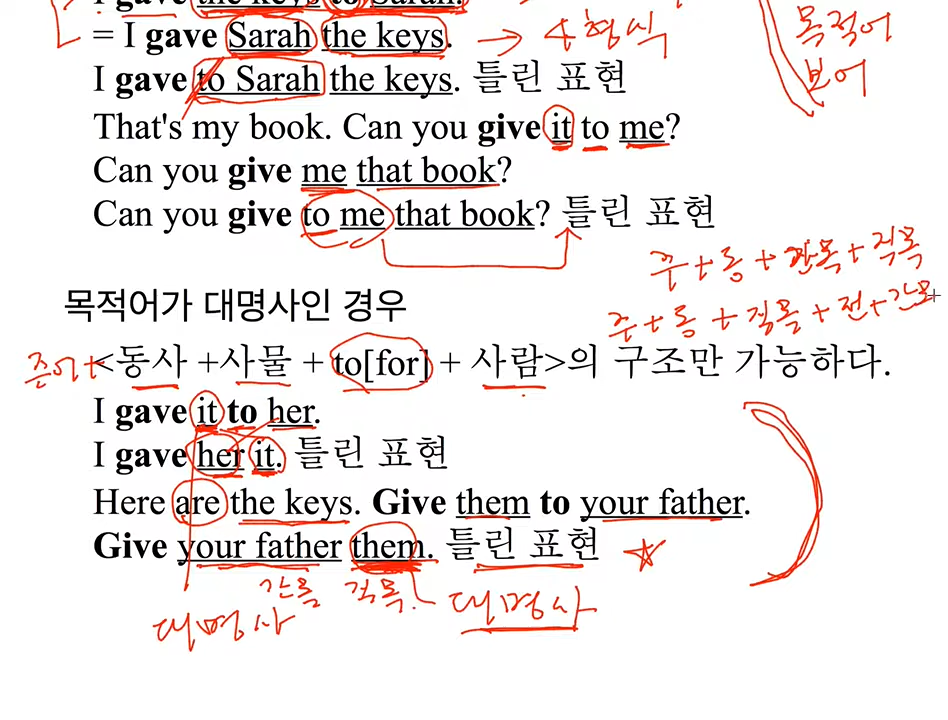 I gave the keys to Sarah.
= I gave Sarah the keys. → 4형식
목적어
보어
I gave to Sarah the keys. 틀린 표현
That's my book. Can you give it to me?
Can you give me that book?
Can you give to me that book? 틀린 표현
주+동+간목+직목
목적어가 대명사인 경우
주+동+직목+전+간목
주어+<동사 +사물 + to[for] + 사람>의 구조만 가능하다.
I gave it to her.
I gave her it. 틀린 표현
Here are the keys. Give them to your father.
Give your father them. 틀린 표현 ☆
간목 직목 대명사
대명사